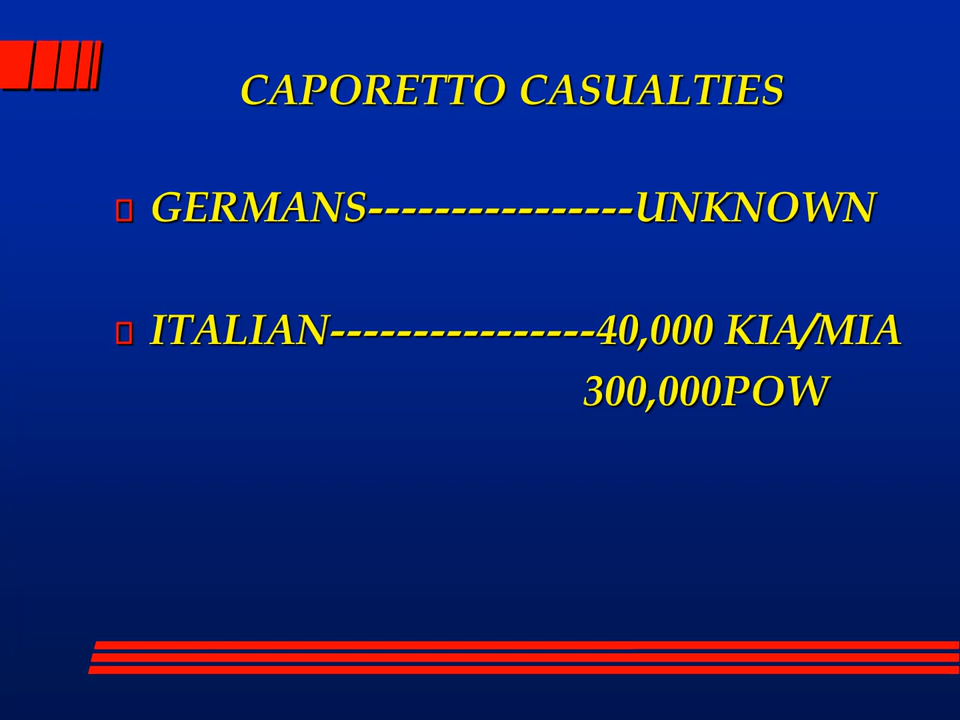 CAPORETTO CASUALTIES
GERMANS----------------UNKNOWN
ITALIAN----------------40,000 KIA/MIA
300,000POW